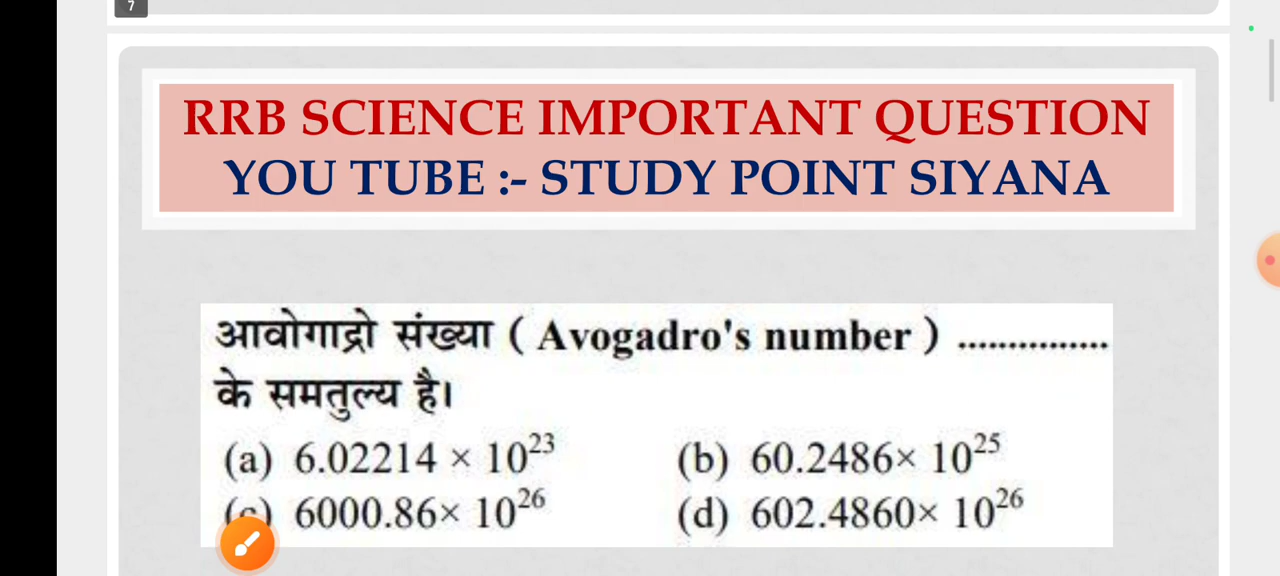 7
RRB SCIENCE IMPORTANT QUESTION
YOU TUBE :- STUDY POINT SIYANA
आवोगाद्रो संख्या ( Avogadro's number ) ...............
के समतुल्य है।
(a) 6.02214 × 10²³ (b) 60.2486× 10²⁵
(c) 6000.86× 10²⁶ (d) 602.4860× 10²⁶